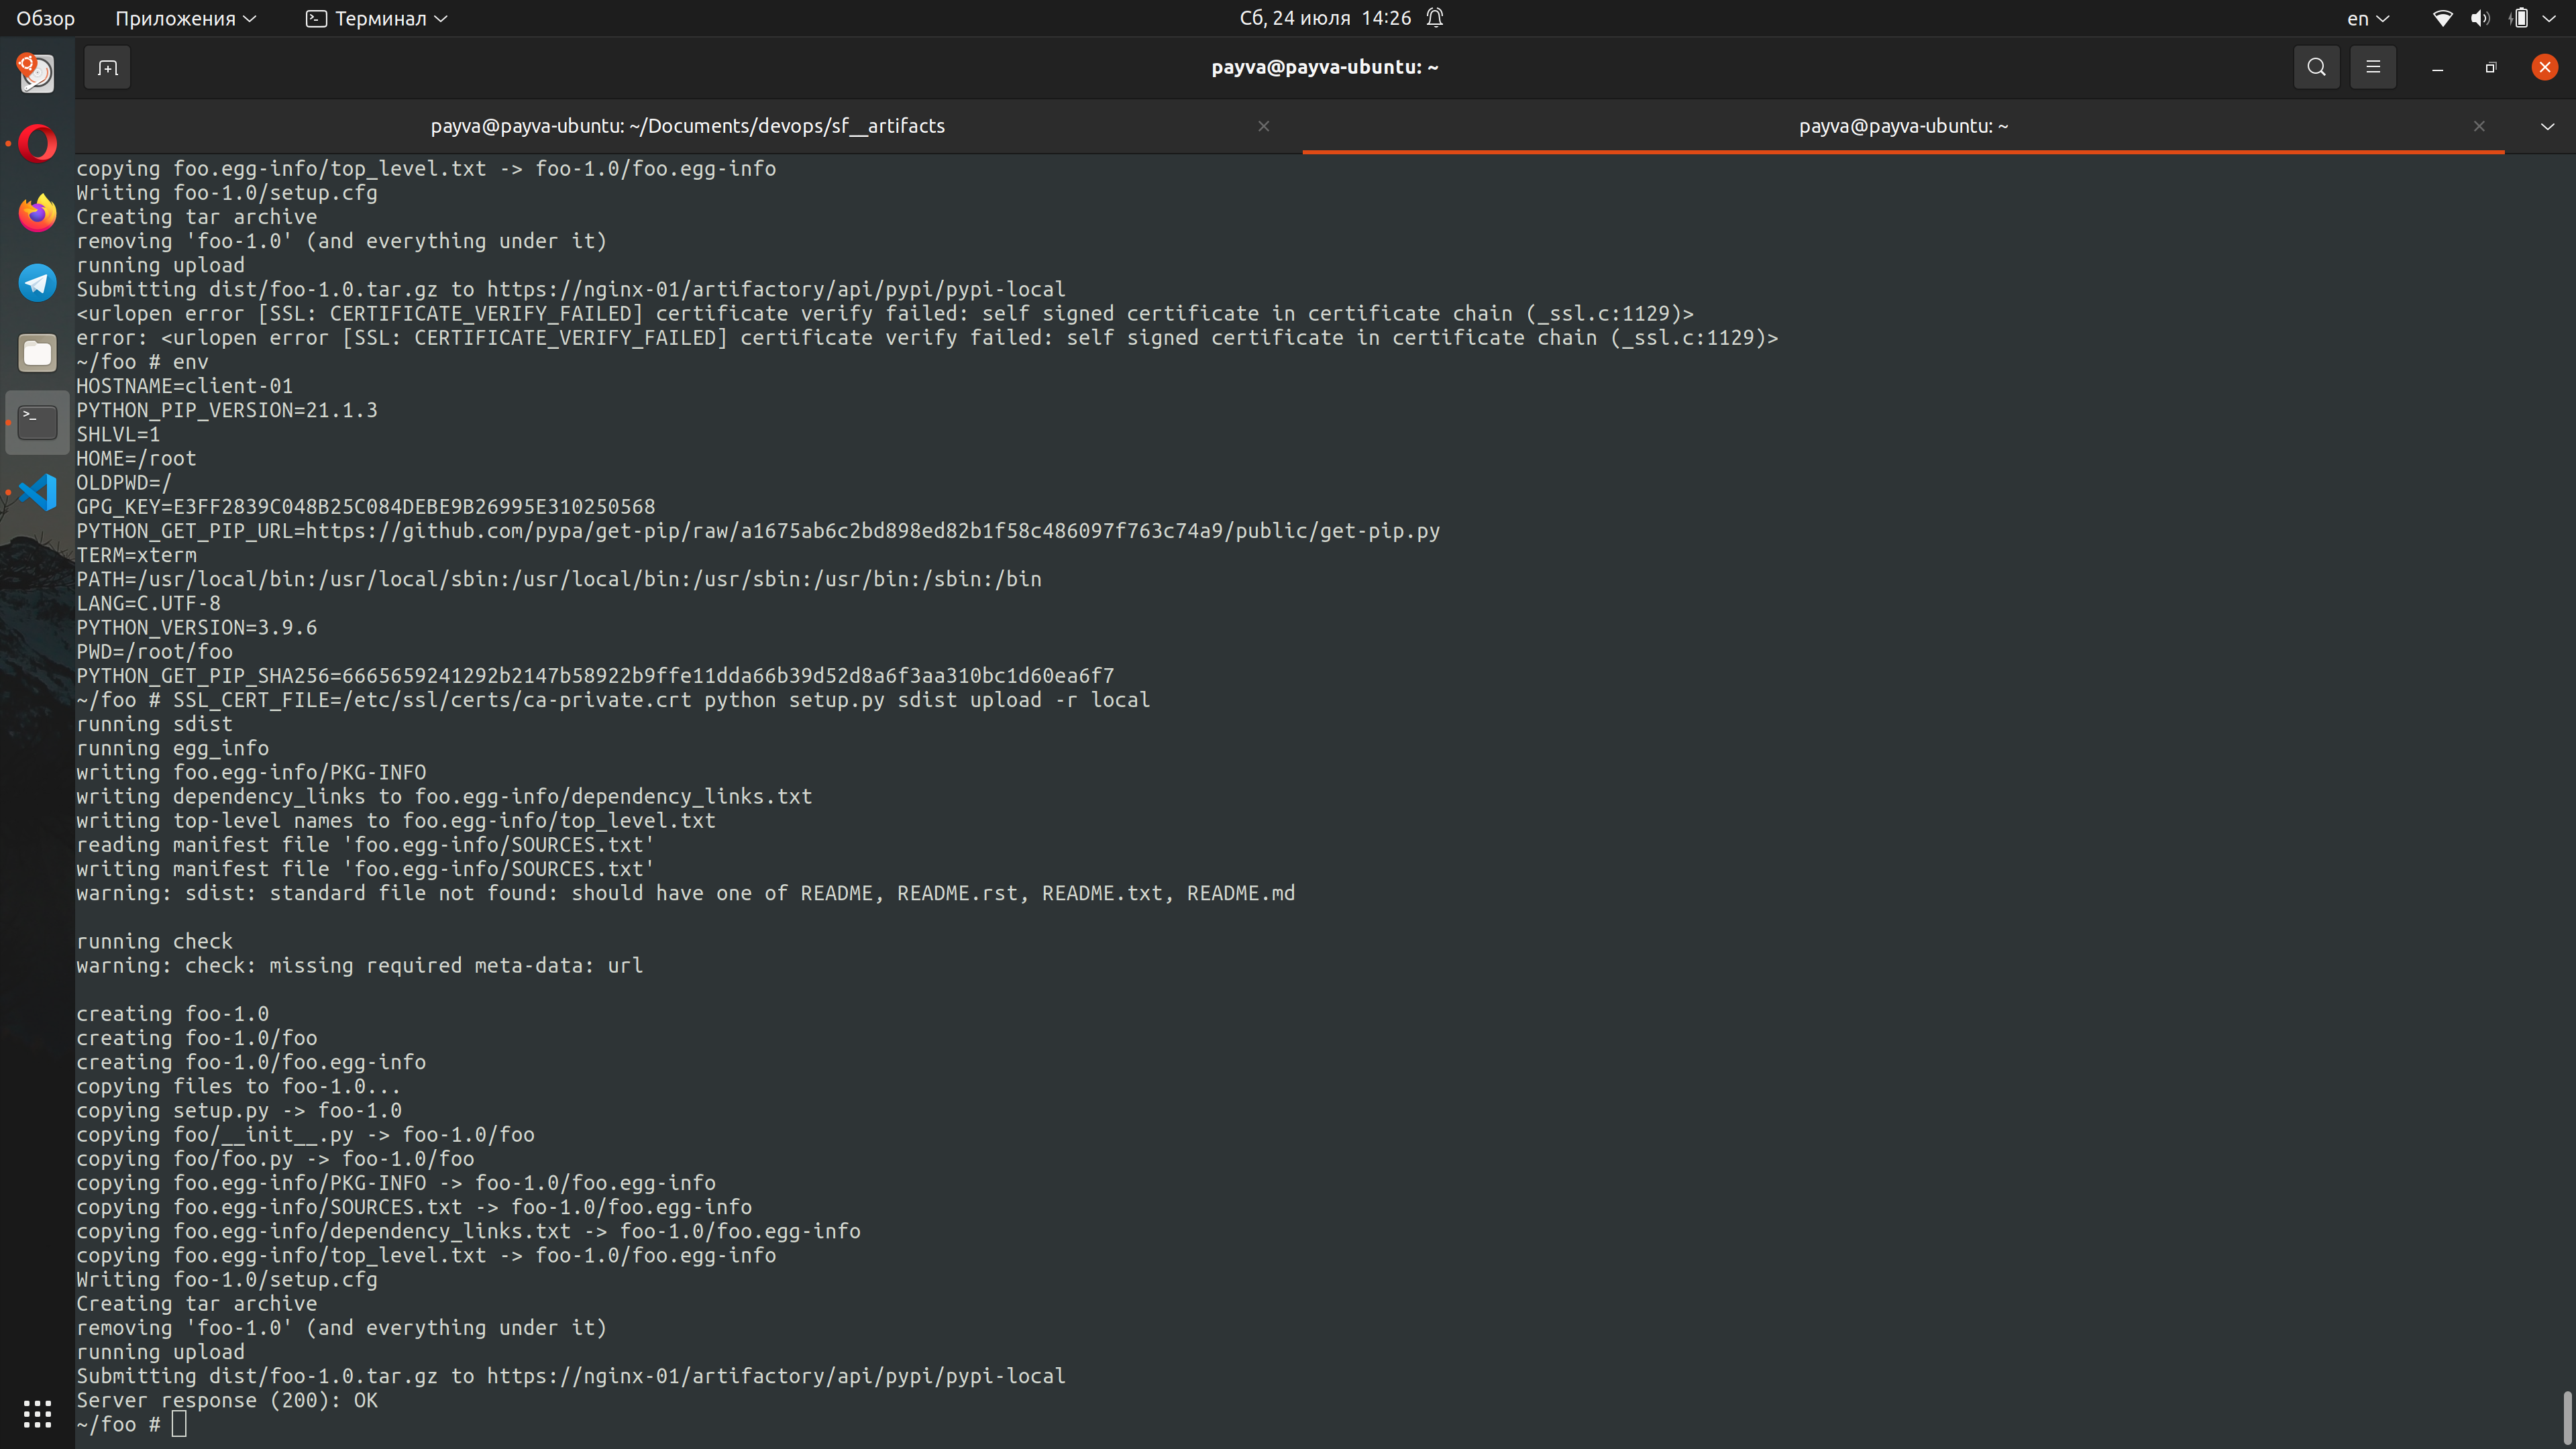 Обзор Приложения Терминал Сб, 24 июля 14:26 en
payva@payva-ubuntu: ~
payva@payva-ubuntu: ~/Documents/devops/sf__artifacts payva@payva-ubuntu: ~
copying foo.egg-info/top_level.txt -> foo-1.0/foo.egg-info
Writing foo-1.0/setup.cfg
Creating tar archive
removing 'foo-1.0' (and everything under it)
running upload
Submitting dist/foo-1.0.tar.gz to https://nginx-01/artifactory/api/pypi/pypi-local
<urlopen error [SSL: CERTIFICATE_VERIFY_FAILED] certificate verify failed: self signed certificate in certificate chain (_ssl.c:1129)>
error: <urlopen error [SSL: CERTIFICATE_VERIFY_FAILED] certificate verify failed: self signed certificate in certificate chain (_ssl.c:1129)>
~/foo # env
HOSTNAME=client-01
PYTHON_PIP_VERSION=21.1.3
SHLVL=1
HOME=/root
OLDPWD=/
GPG_KEY=E3FF2839C048B25C084DEBE9B26995E310250568
PYTHON_GET_PIP_URL=https://github.com/pypa/get-pip/raw/a1675ab6c2bd898ed82b1f58c486097f763c74a9/public/get-pip.py
TERM=xterm
PATH=/usr/local/bin:/usr/local/sbin:/usr/local/bin:/usr/sbin:/usr/bin:/sbin:/bin
LANG=C.UTF-8
PYTHON_VERSION=3.9.6
PWD=/root/foo
PYTHON_GET_PIP_SHA256=6665659241292b2147b58922b9ffe11dda66b39d52d8a6f3aa310bc1d60ea6f7
~/foo # SSL_CERT_FILE=/etc/ssl/certs/ca-private.crt python setup.py sdist upload -r local
running sdist
running egg_info
writing foo.egg-info/PKG-INFO
writing dependency_links to foo.egg-info/dependency_links.txt
writing top-level names to foo.egg-info/top_level.txt
reading manifest file 'foo.egg-info/SOURCES.txt'
writing manifest file 'foo.egg-info/SOURCES.txt'
warning: sdist: standard file not found: should have one of README, README.rst, README.txt, README.md
running check
warning: check: missing required meta-data: url
creating foo-1.0
creating foo-1.0/foo
creating foo-1.0/foo.egg-info
copying files to foo-1.0...
copying setup.py -> foo-1.0
copying foo/__init__.py -> foo-1.0/foo
copying foo/foo.py -> foo-1.0/foo
copying foo.egg-info/PKG-INFO -> foo-1.0/foo.egg-info
copying foo.egg-info/SOURCES.txt -> foo-1.0/foo.egg-info
copying foo.egg-info/dependency_links.txt -> foo-1.0/foo.egg-info
copying foo.egg-info/top_level.txt -> foo-1.0/foo.egg-info
Writing foo-1.0/setup.cfg
Creating tar archive
removing 'foo-1.0' (and everything under it)
running upload
Submitting dist/foo-1.0.tar.gz to https://nginx-01/artifactory/api/pypi/pypi-local
Server response (200): OK
~/foo #